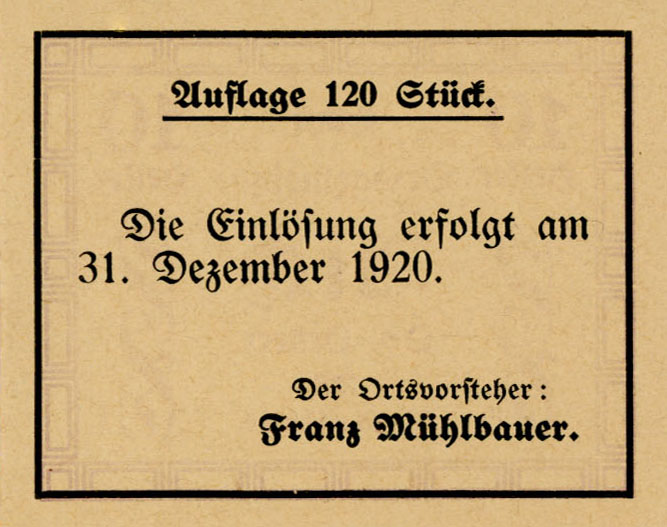 Auflage 120 Stück.
Die Einlöſung erfolgt am
31. Dezember 1920.
Der Ortsvorſteher:
Franz Mühlbauer.